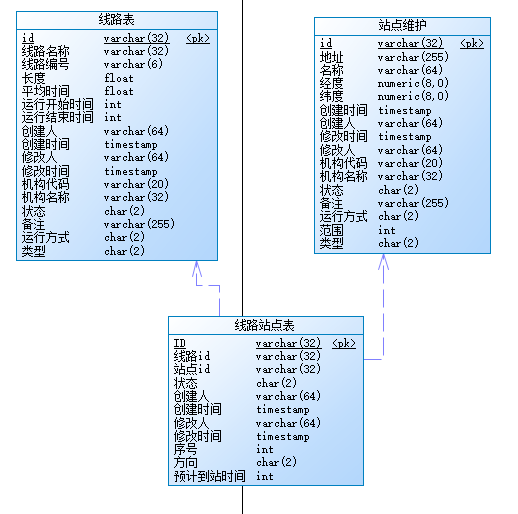 线路表
id varchar(32) <pk>
线路名称 varchar(32)
线路编号 varchar(6)
长度 float
平均时间 float
运行开始时间 int
运行结束时间 int
创建人 varchar(64)
创建时间 timestamp
修改人 varchar(64)
修改时间 timestamp
机构代码 varchar(20)
机构名称 varchar(32)
状态 char(2)
备注 varchar(255)
运行方式 char(2)
类型 char(2)
站点维护
id varchar(32) <pk>
地址 varchar(255)
名称 varchar(64)
经度 numeric(8,0)
纬度 numeric(8,0)
创建时间 timestamp
创建人 varchar(64)
修改时间 timestamp
修改人 varchar(64)
机构代码 varchar(20)
机构名称 varchar(32)
状态 char(2)
备注 varchar(255)
运行方式 char(2)
范围 int
类型 char(2)
线路站点表
ID varchar(32) <pk>
线路id varchar(32)
站点id varchar(32)
状态 char(2)
创建人 varchar(64)
创建时间 timestamp
修改人 varchar(64)
修改时间 timestamp
序号 int
方向 char(2)
预计到站时间 int